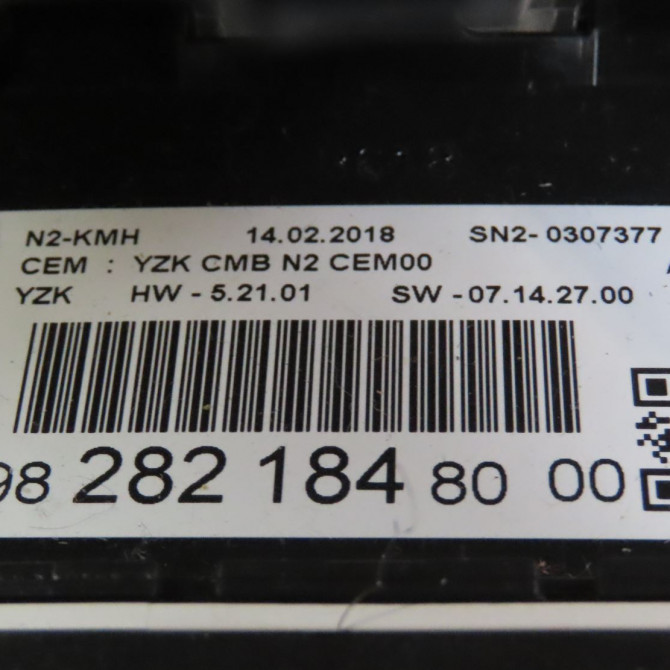 N2-KMH 14.02.2018 SN2- 0307377
CEM : YZK CMB N2 CEM00
YZK HW - 5.21.01 SW - 07.14.27.00
98 282 184 80 00